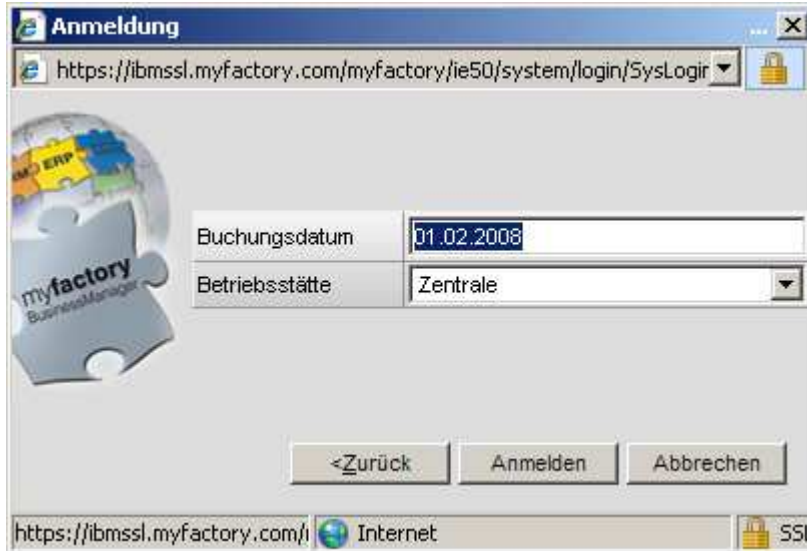 Anmeldung ...
https://ibmssl.myfactory.com/myfactory/ie50/system/login/SysLogin
ERP
Buchungsdatum 01.02.2008
Betriebsstätte Zentrale
myfactory
BusinessManager
<Zurück Anmelden Abbrechen
https://ibmssl.myfactory.com/ Internet